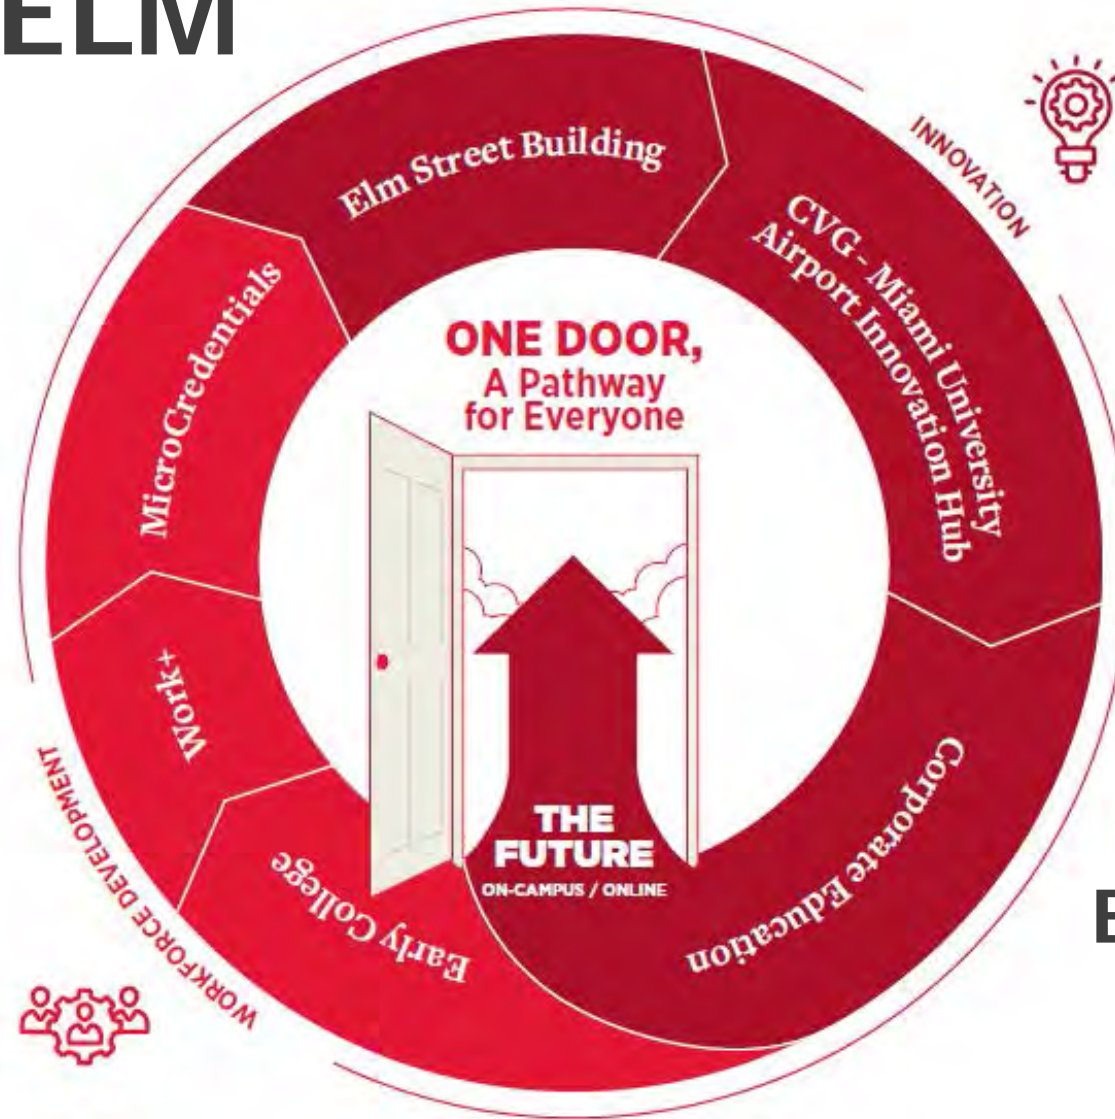 ELM
INNOVATION
Elm Street Building
CVG - Miami University
Airport Innovation Hub
Corporate Education
Early College
Work+
MicroCredentials
WORKFORCE DEVELOPMENT
ONE DOOR,
A Pathway
for Everyone
THE
FUTURE
ON-CAMPUS / ONLINE